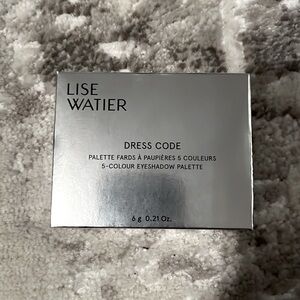 LISE
WATIER
DRESS CODE
PALETTE FARDS À PAUPIÈRES 5 COULEURS
5-COLOUR EYESHADOW PALETTE
6 g 0.21 Oz.